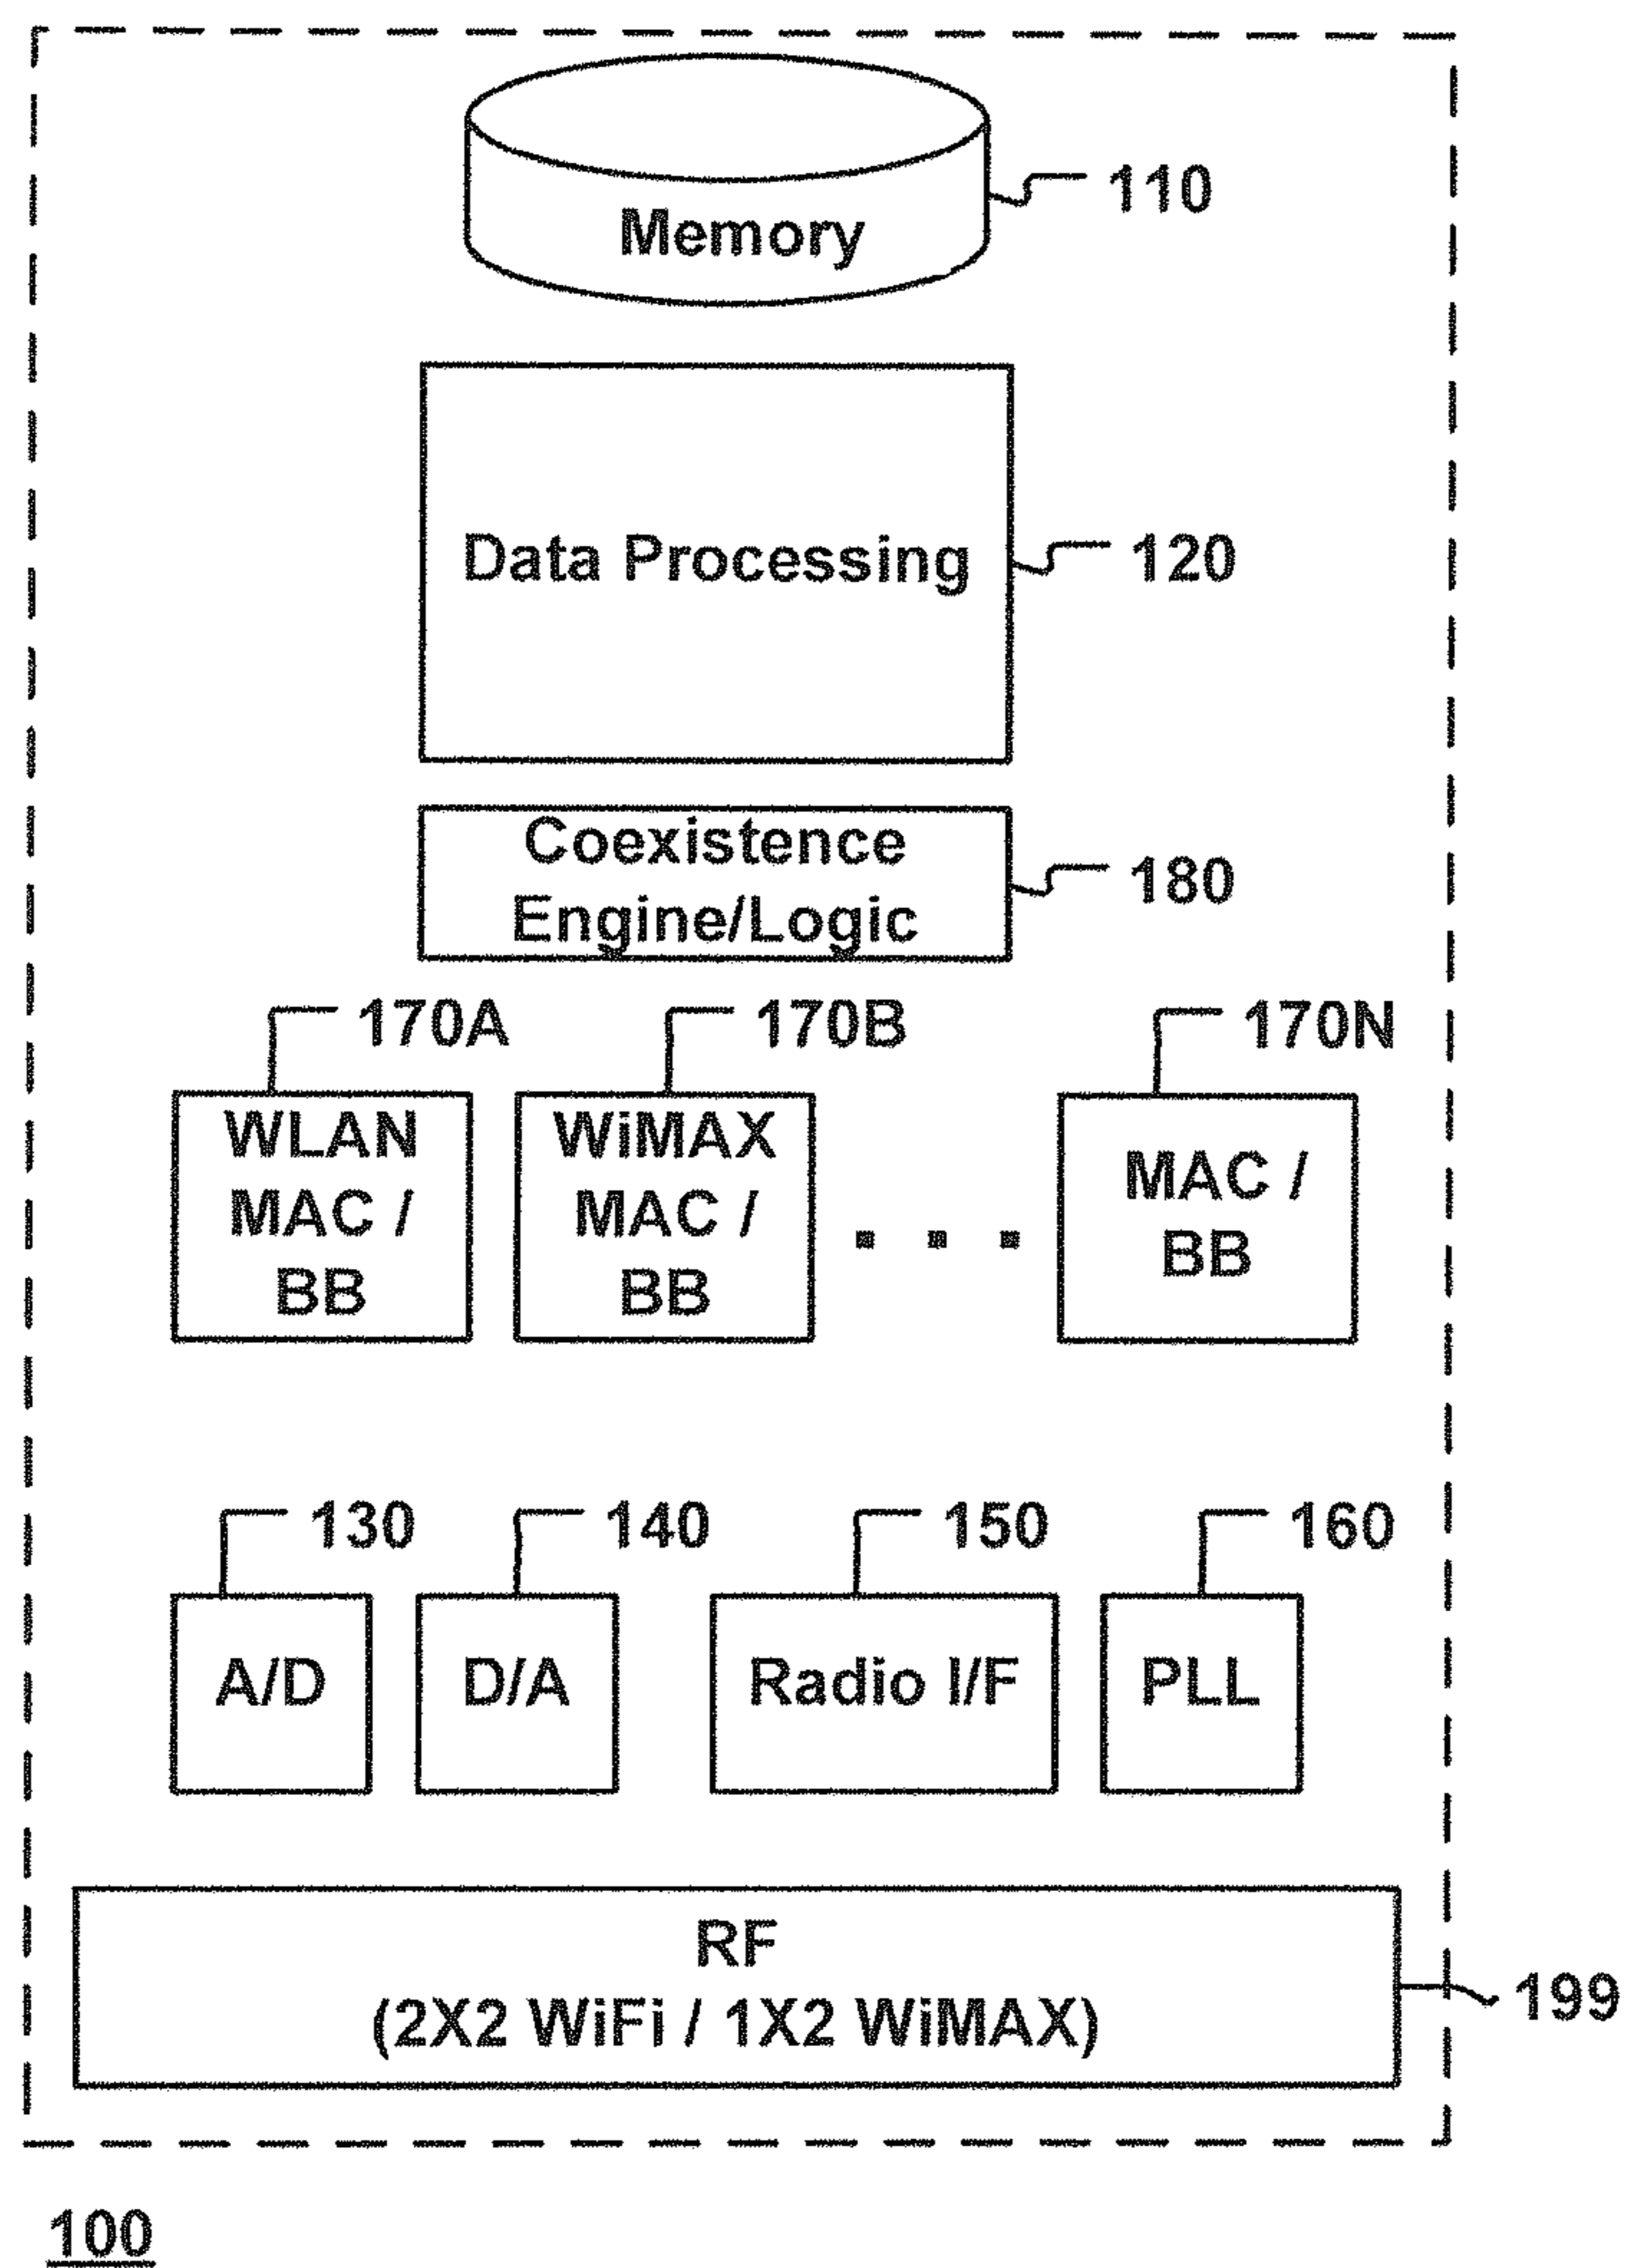 Memory
110
Data Processing
120
Coexistence
Engine/Logic
180
170A
170B
170N
WLAN
MAC /
BB
WiMAX
MAC /
BB
. . .
MAC /
BB
130
140
150
160
A/D
D/A
Radio I/F
PLL
RF
(2X2 WiFi / 1X2 WiMAX)
199
100